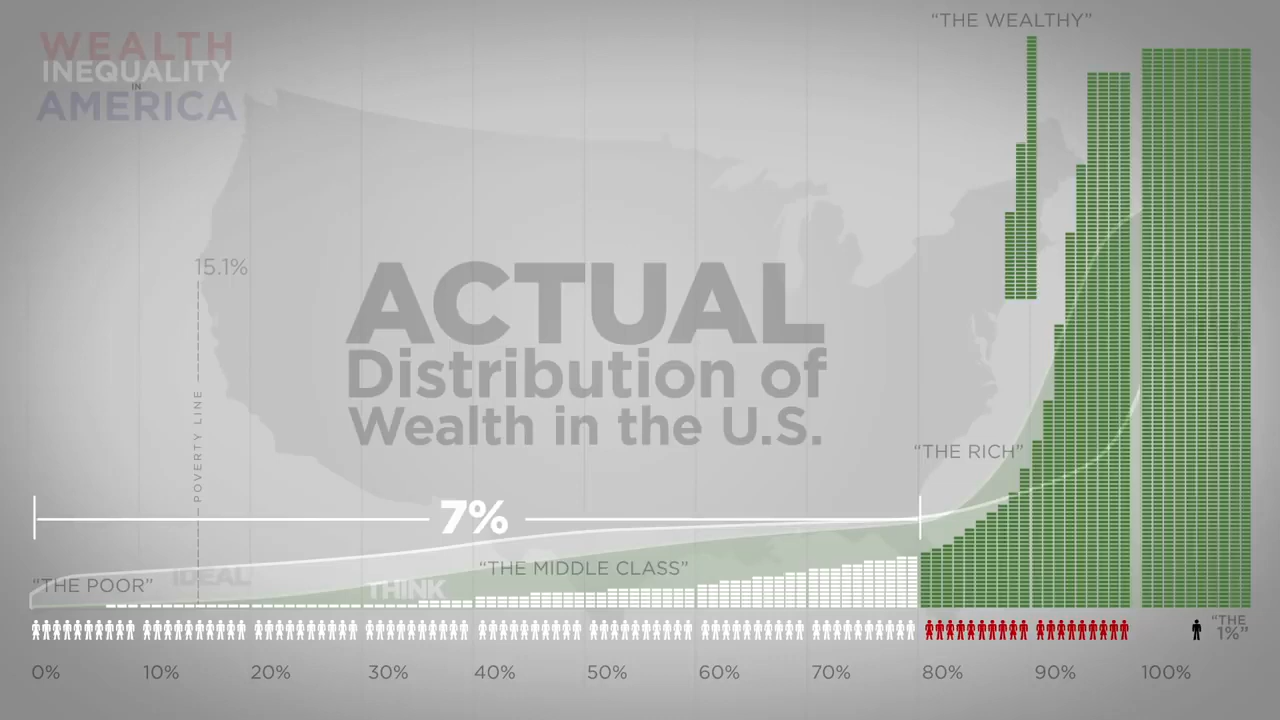 WEALTH
INEQUALITY
IN
AMERICA
“THE WEALTHY”
15.1%
POVERTY LINE
ACTUAL
Distribution of
Wealth in the U.S.
“THE RICH”
7%
“THE POOR”
IDEAL
THINK
“THE MIDDLE CLASS”
“THE
1%”
0% 10% 20% 30% 40% 50% 60% 70% 80% 90% 100%